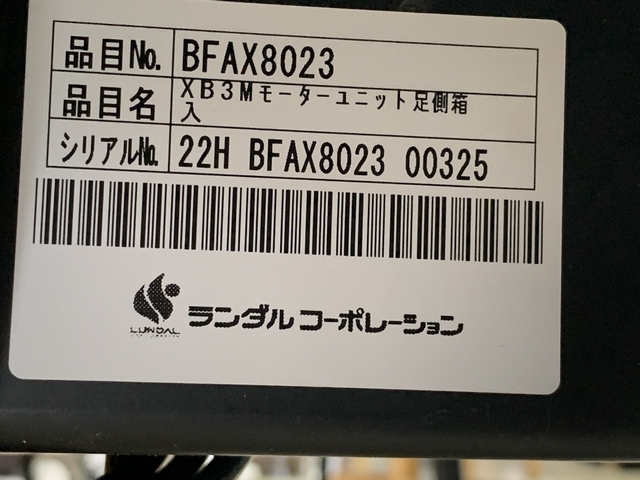 品目No. BFAX8023
品目名 XB3Mモーターユニット足側箱
入
シリアルNo. 22H BFAX8023 00325
LUNDAL
ランダルコーポレーション